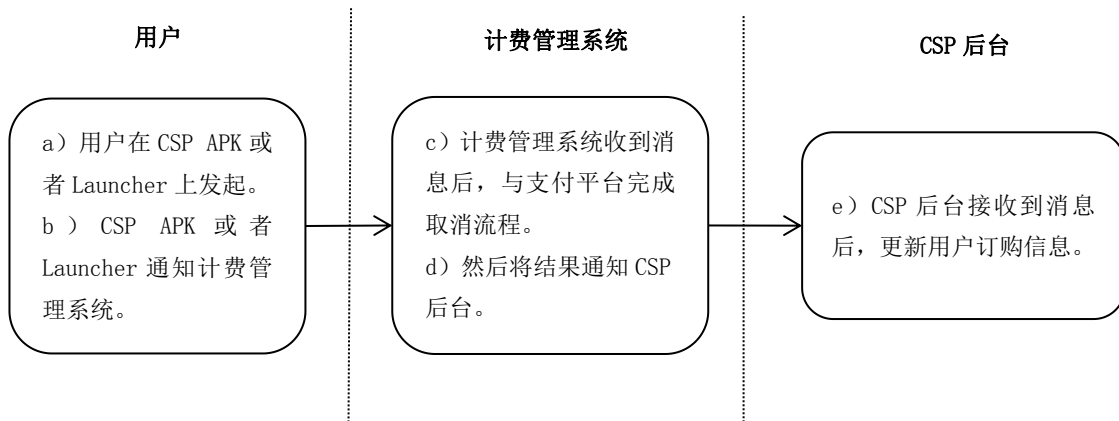 用户
计费管理系统
CSP 后台
a）用户在 CSP APK 或
者 Launcher 上发起。
b ） CSP APK 或 者
Launcher 通知计费管
理系统。
c）计费管理系统收到消
息后，与支付平台完成
取消流程。
d）然后将结果通知 CSP
后台。
e）CSP 后台接收到消息
后，更新用户订购信息。